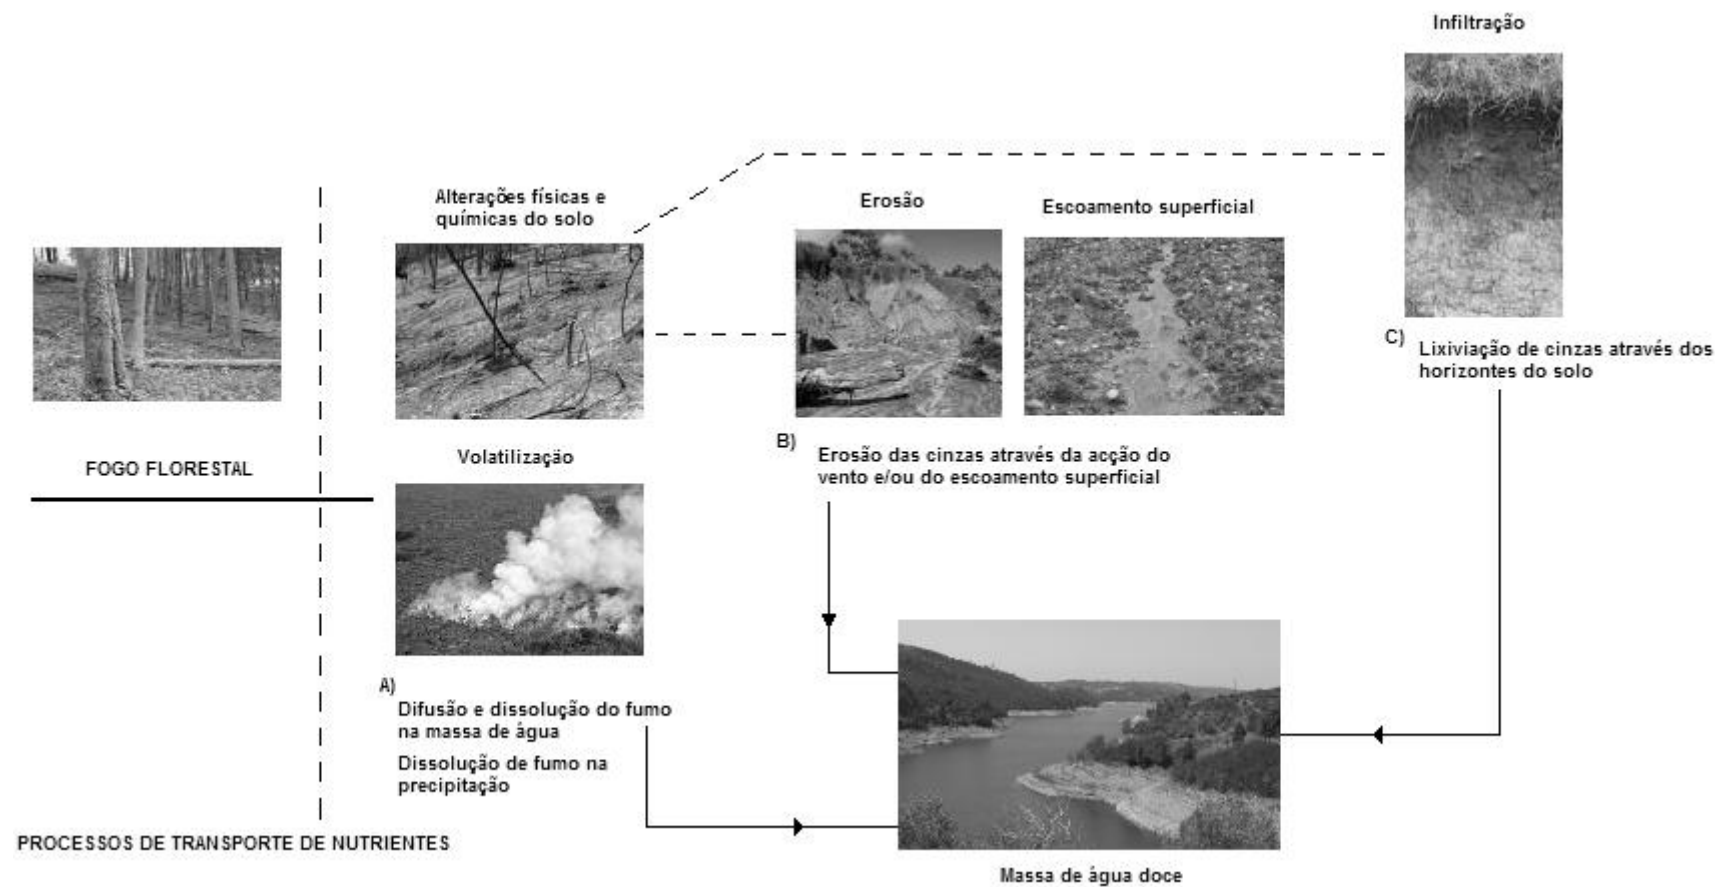 Infiltração
Alterações físicas e
químicas do solo
Erosão
Escoamento superficial
C)
Lixiviação de cinzas através dos
horizontes do solo
FOGO FLORESTAL
Volatilização
B)
Erosão das cinzas através da acção do
vento e/ou do escoamento superficial
A)
Difusão e dissolução do fumo
na massa de água
Dissolução de fumo na
precipitação
PROCESSOS DE TRANSPORTE DE NUTRIENTES
Massa de água doce